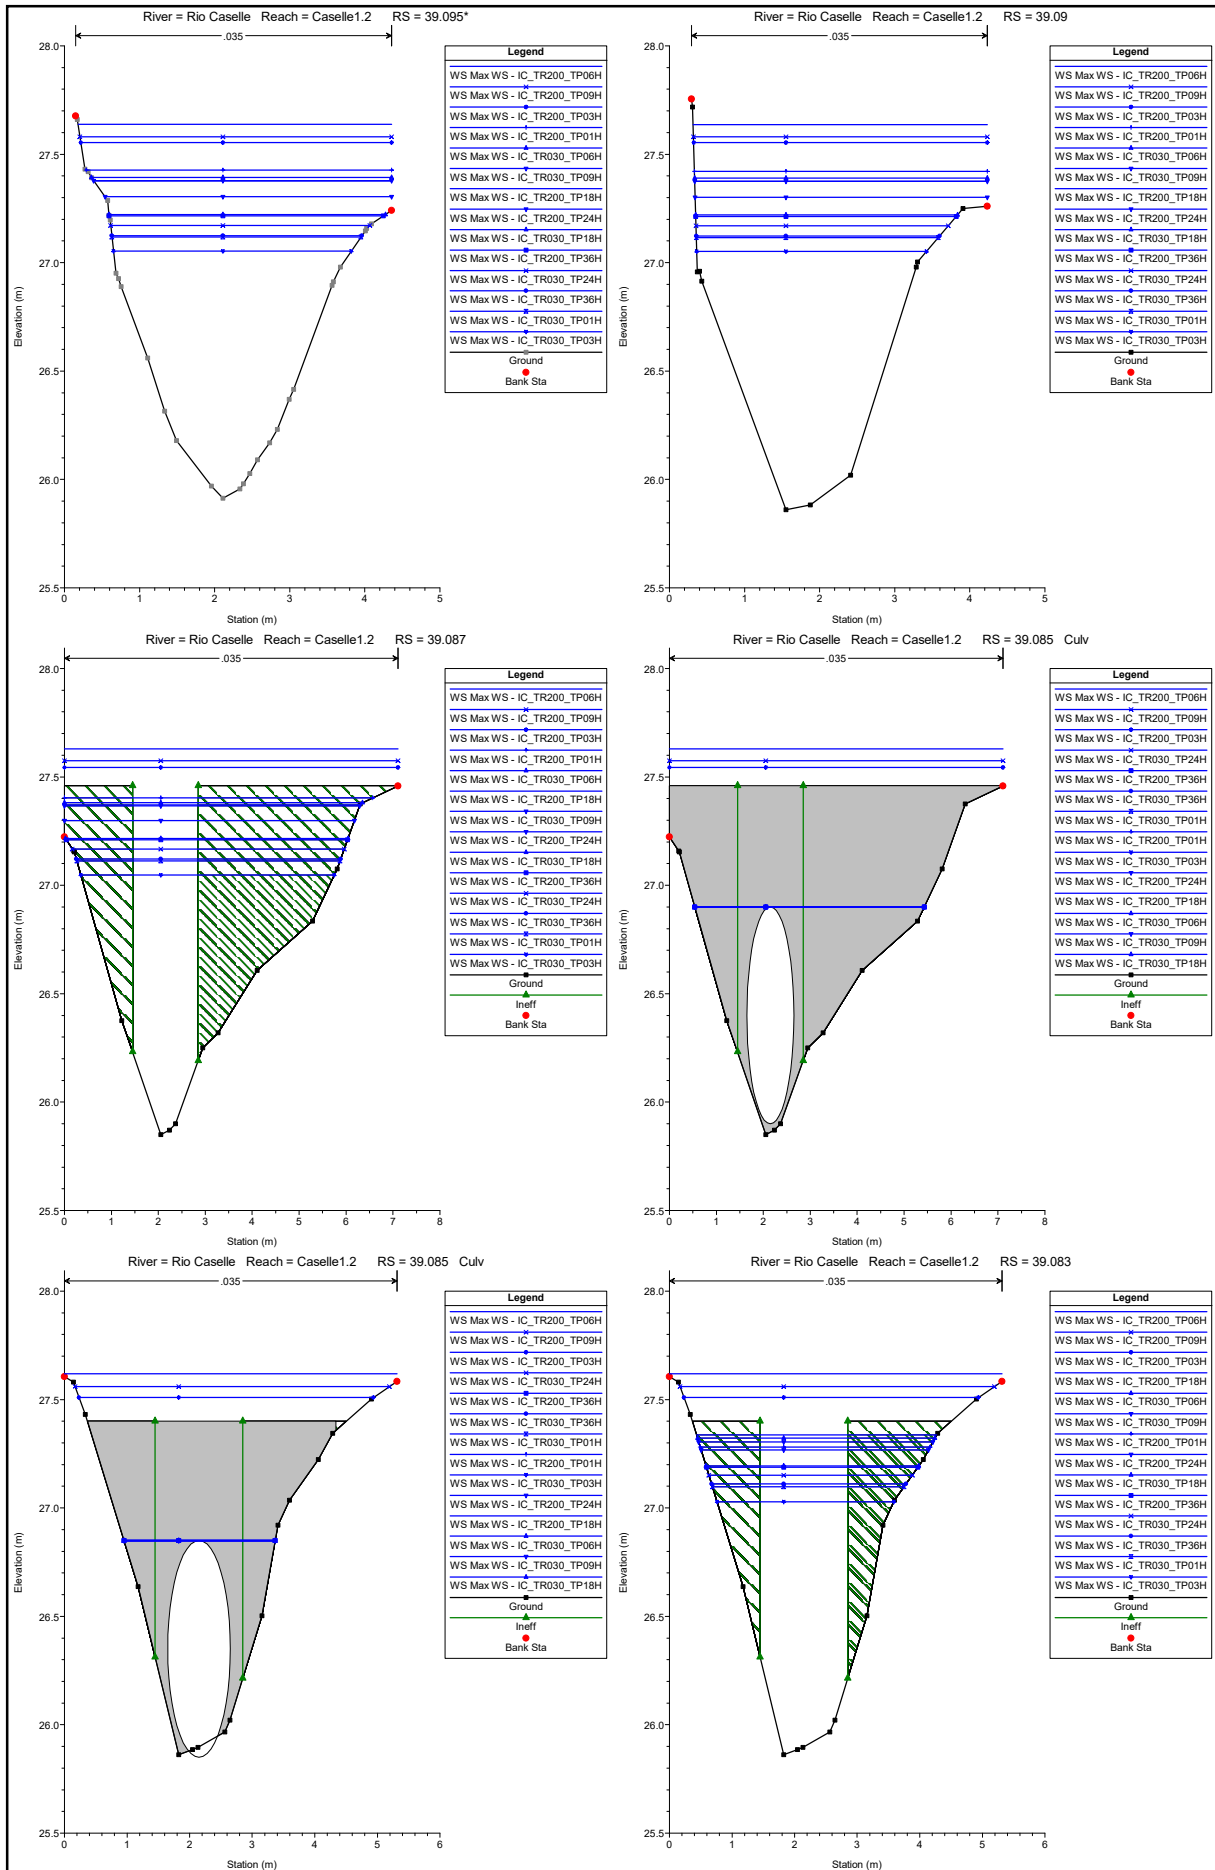 River = Rio Caselle Reach = Caselle1.2 RS = 39.095*
.035
Legend
WS Max WS - IC_TR200_TP06H
WS Max WS - IC_TR200_TP09H
WS Max WS - IC_TR200_TP03H
WS Max WS - IC_TR200_TP01H
WS Max WS - IC_TR030_TP06H
WS Max WS - IC_TR030_TP09H
WS Max WS - IC_TR200_TP18H
WS Max WS - IC_TR200_TP24H
WS Max WS - IC_TR030_TP18H
WS Max WS - IC_TR200_TP36H
WS Max WS - IC_TR030_TP24H
WS Max WS - IC_TR030_TP36H
WS Max WS - IC_TR030_TP01H
WS Max WS - IC_TR030_TP03H
Ground
Bank Sta
28.0
27.5
27.0
26.5
26.0
25.5
Elevation (m)
0 1 2 3 4 5
Station (m)
River = Rio Caselle Reach = Caselle1.2 RS = 39.09
.035
Legend
WS Max WS - IC_TR200_TP06H
WS Max WS - IC_TR200_TP09H
WS Max WS - IC_TR200_TP03H
WS Max WS - IC_TR200_TP01H
WS Max WS - IC_TR030_TP06H
WS Max WS - IC_TR030_TP09H
WS Max WS - IC_TR200_TP18H
WS Max WS - IC_TR200_TP24H
WS Max WS - IC_TR030_TP18H
WS Max WS - IC_TR200_TP36H
WS Max WS - IC_TR030_TP24H
WS Max WS - IC_TR030_TP36H
WS Max WS - IC_TR030_TP01H
WS Max WS - IC_TR030_TP03H
Ground
Bank Sta
28.0
27.5
27.0
26.5
26.0
25.5
Elevation (m)
0 1 2 3 4 5
Station (m)
River = Rio Caselle Reach = Caselle1.2 RS = 39.087
.035
Legend
WS Max WS - IC_TR200_TP06H
WS Max WS - IC_TR200_TP09H
WS Max WS - IC_TR200_TP03H
WS Max WS - IC_TR200_TP01H
WS Max WS - IC_TR030_TP06H
WS Max WS - IC_TR200_TP18H
WS Max WS - IC_TR030_TP09H
WS Max WS - IC_TR200_TP24H
WS Max WS - IC_TR030_TP18H
WS Max WS - IC_TR200_TP36H
WS Max WS - IC_TR030_TP24H
WS Max WS - IC_TR030_TP36H
WS Max WS - IC_TR030_TP01H
WS Max WS - IC_TR030_TP03H
Ground
Ineff
Bank Sta
28.0
27.5
27.0
26.5
26.0
25.5
Elevation (m)
0 1 2 3 4 5 6 7 8
Station (m)
River = Rio Caselle Reach = Caselle1.2 RS = 39.085 Culv
.035
Legend
WS Max WS - IC_TR200_TP06H
WS Max WS - IC_TR200_TP09H
WS Max WS - IC_TR200_TP03H
WS Max WS - IC_TR030_TP24H
WS Max WS - IC_TR200_TP36H
WS Max WS - IC_TR030_TP36H
WS Max WS - IC_TR030_TP01H
WS Max WS - IC_TR200_TP01H
WS Max WS - IC_TR030_TP03H
WS Max WS - IC_TR200_TP24H
WS Max WS - IC_TR200_TP18H
WS Max WS - IC_TR030_TP06H
WS Max WS - IC_TR030_TP09H
WS Max WS - IC_TR030_TP18H
Ground
Ineff
Bank Sta
28.0
27.5
27.0
26.5
26.0
25.5
Elevation (m)
0 1 2 3 4 5 6 7 8
Station (m)
River = Rio Caselle Reach = Caselle1.2 RS = 39.085 Culv
.035
Legend
WS Max WS - IC_TR200_TP06H
WS Max WS - IC_TR200_TP09H
WS Max WS - IC_TR200_TP03H
WS Max WS - IC_TR030_TP24H
WS Max WS - IC_TR200_TP36H
WS Max WS - IC_TR030_TP36H
WS Max WS - IC_TR030_TP01H
WS Max WS - IC_TR200_TP01H
WS Max WS - IC_TR030_TP03H
WS Max WS - IC_TR200_TP24H
WS Max WS - IC_TR200_TP18H
WS Max WS - IC_TR030_TP06H
WS Max WS - IC_TR030_TP09H
WS Max WS - IC_TR030_TP18H
Ground
Ineff
Bank Sta
28.0
27.5
27.0
26.5
26.0
25.5
Elevation (m)
0 1 2 3 4 5 6
Station (m)
River = Rio Caselle Reach = Caselle1.2 RS = 39.083
.035
Legend
WS Max WS - IC_TR200_TP06H
WS Max WS - IC_TR200_TP09H
WS Max WS - IC_TR200_TP03H
WS Max WS - IC_TR200_TP18H
WS Max WS - IC_TR030_TP06H
WS Max WS - IC_TR030_TP09H
WS Max WS - IC_TR200_TP01H
WS Max WS - IC_TR200_TP24H
WS Max WS - IC_TR030_TP18H
WS Max WS - IC_TR200_TP36H
WS Max WS - IC_TR030_TP24H
WS Max WS - IC_TR030_TP36H
WS Max WS - IC_TR030_TP01H
WS Max WS - IC_TR030_TP03H
Ground
Ineff
Bank Sta
28.0
27.5
27.0
26.5
26.0
25.5
Elevation (m)
0 1 2 3 4 5 6
Station (m)